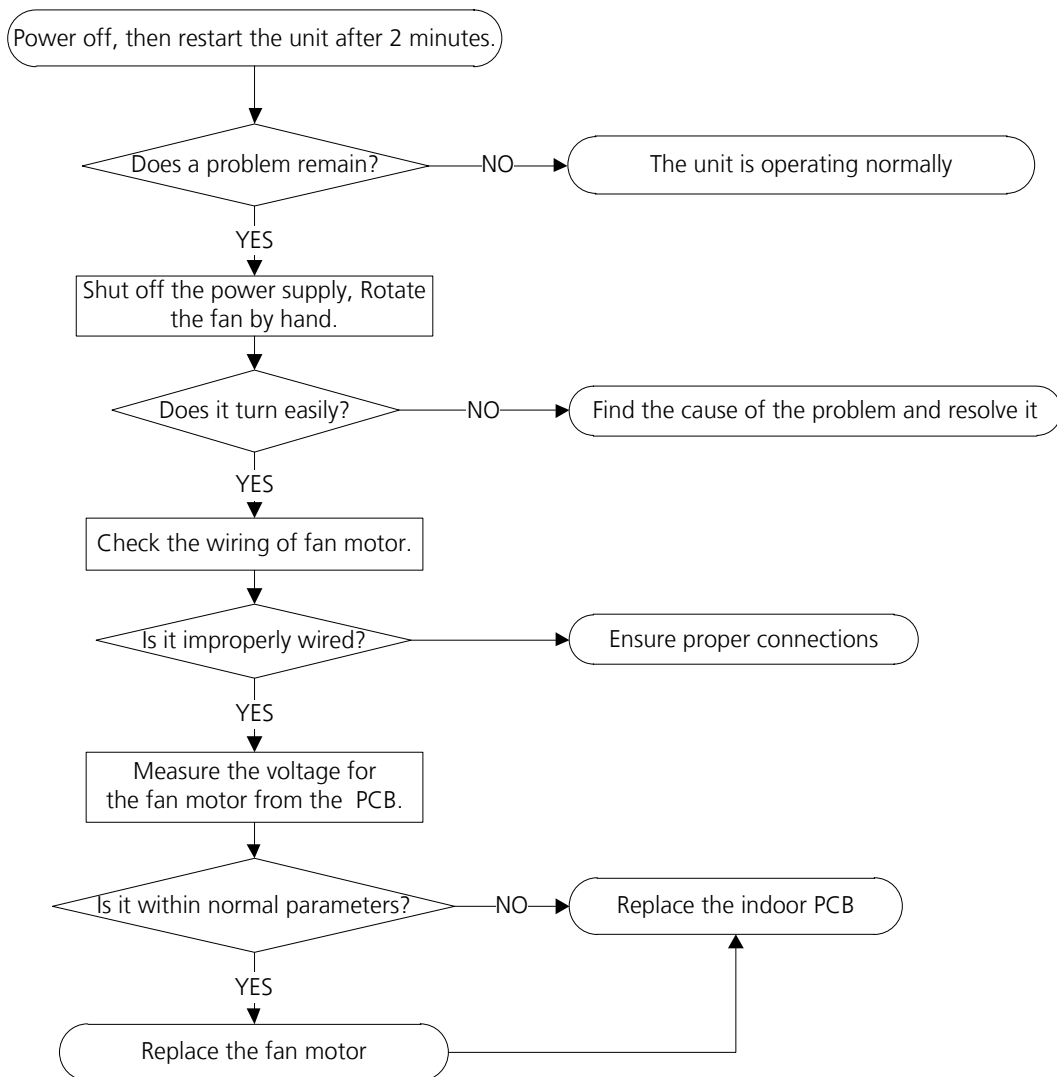 Power off, then restart the unit after 2 minutes.
Does a problem remain?
NO
The unit is operating normally
YES
Shut off the power supply, Rotate
the fan by hand.
Does it turn easily?
NO
Find the cause of the problem and resolve it
YES
Check the wiring of fan motor.
Is it improperly wired?
Ensure proper connections
YES
Measure the voltage for
the fan motor from the PCB.
Is it within normal parameters?
NO
Replace the indoor PCB
YES
Replace the fan motor